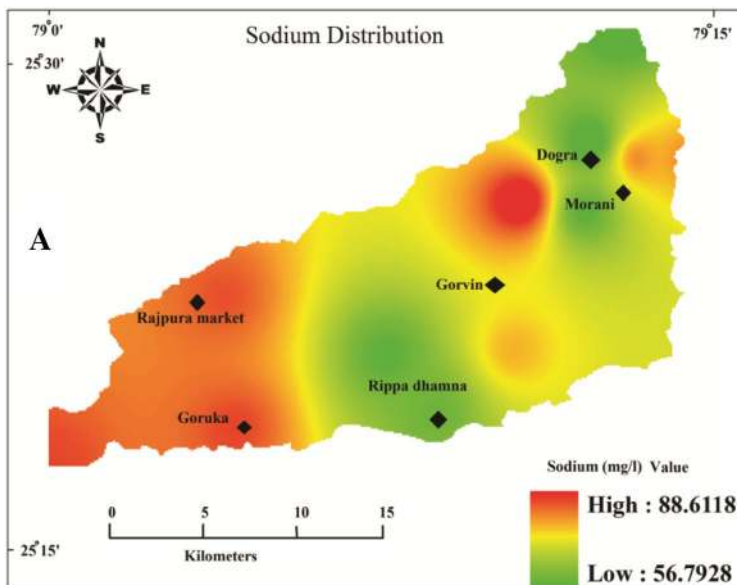 79° 0'
Sodium Distribution
79° 15'
25° 30'
N
W E
S
Dogra
Morani
A
Gorvin
Rajpura market
Rippa dhamna
Goruka
Sodium (mg/l) Value
High : 88.6118
Low : 56.7928
0 5 10 15
Kilometers
25° 15'